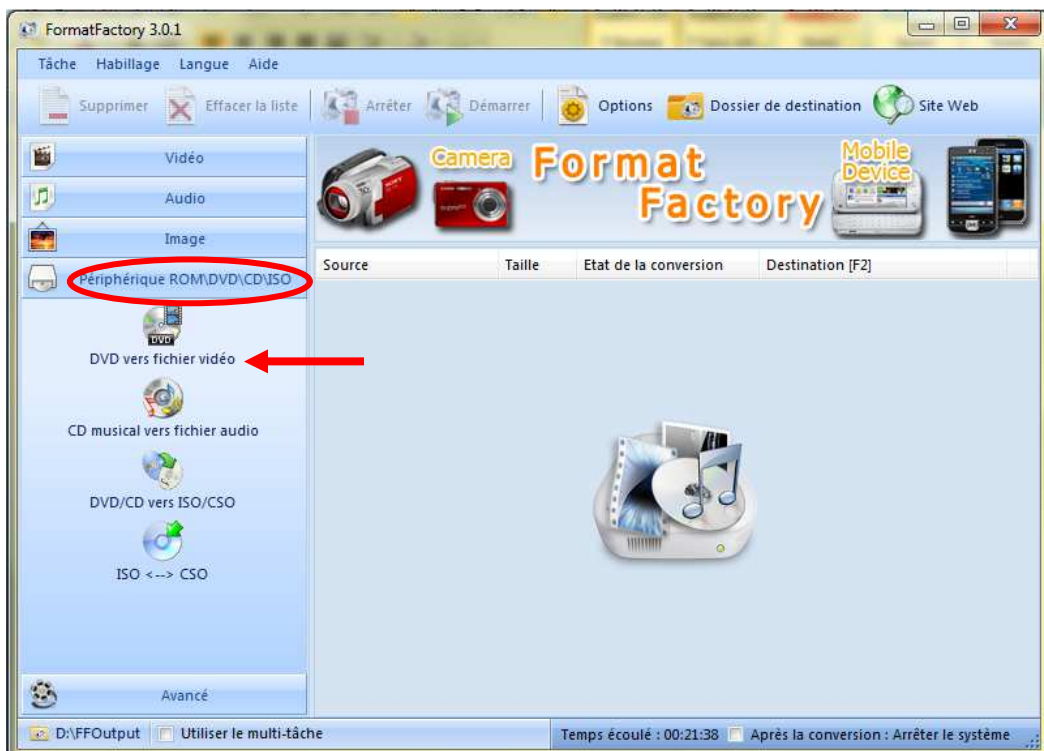 FormatFactory 3.0.1
Tâche Habillage Langue Aide
Supprimer Effacer la liste Arrêter Démarrer Options Dossier de destination Site Web
Vidéo
Audio
Image
Périphérique ROM\DVD\CD\ISO
DVD
DVD vers fichier vidéo
CD musical vers fichier audio
DVD/CD vers ISO/CSO
ISO <--> CSO
Avancé
Camera
Format
Factory
Mobile
Device
Source Taille Etat de la conversion Destination [F2]
D:\FFOutput Utiliser le multi-tâche Temps écoulé : 00:21:38 Après la conversion : Arrêter le système